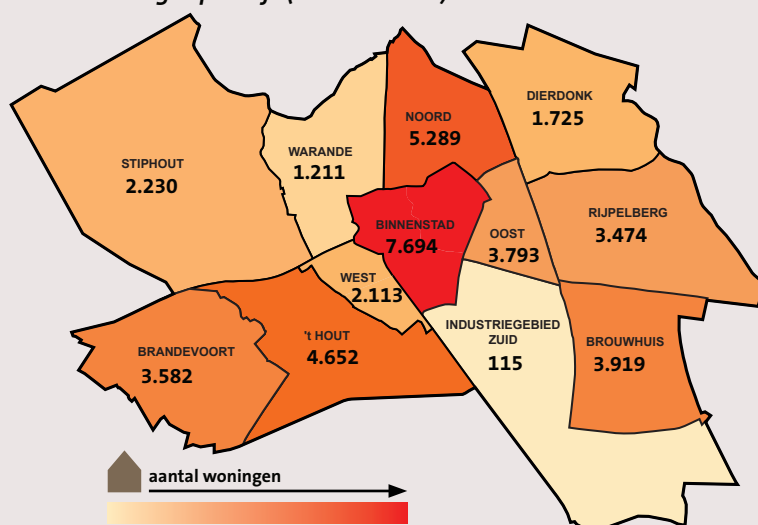 DIERDONK
1.725
NOORD
5.289
WARANDE
1.211
STIPHOUT
2.230
BINNENSTAD
7.694
OOST
3.793
RIJPELBERG
3.474
WEST
2.113
INDUSTRIEGEBIED
ZUID
115
BROUWHUIS
3.919
't HOUT
4.652
BRANDEVOORT
3.582
aantal woningen